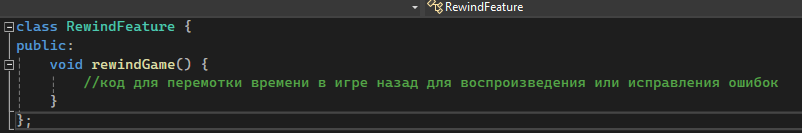 RewindFeature
class RewindFeature {
public:
void rewindGame() {
//код для перемотки времени в игре назад для воспроизведения или исправления ошибок
}
};